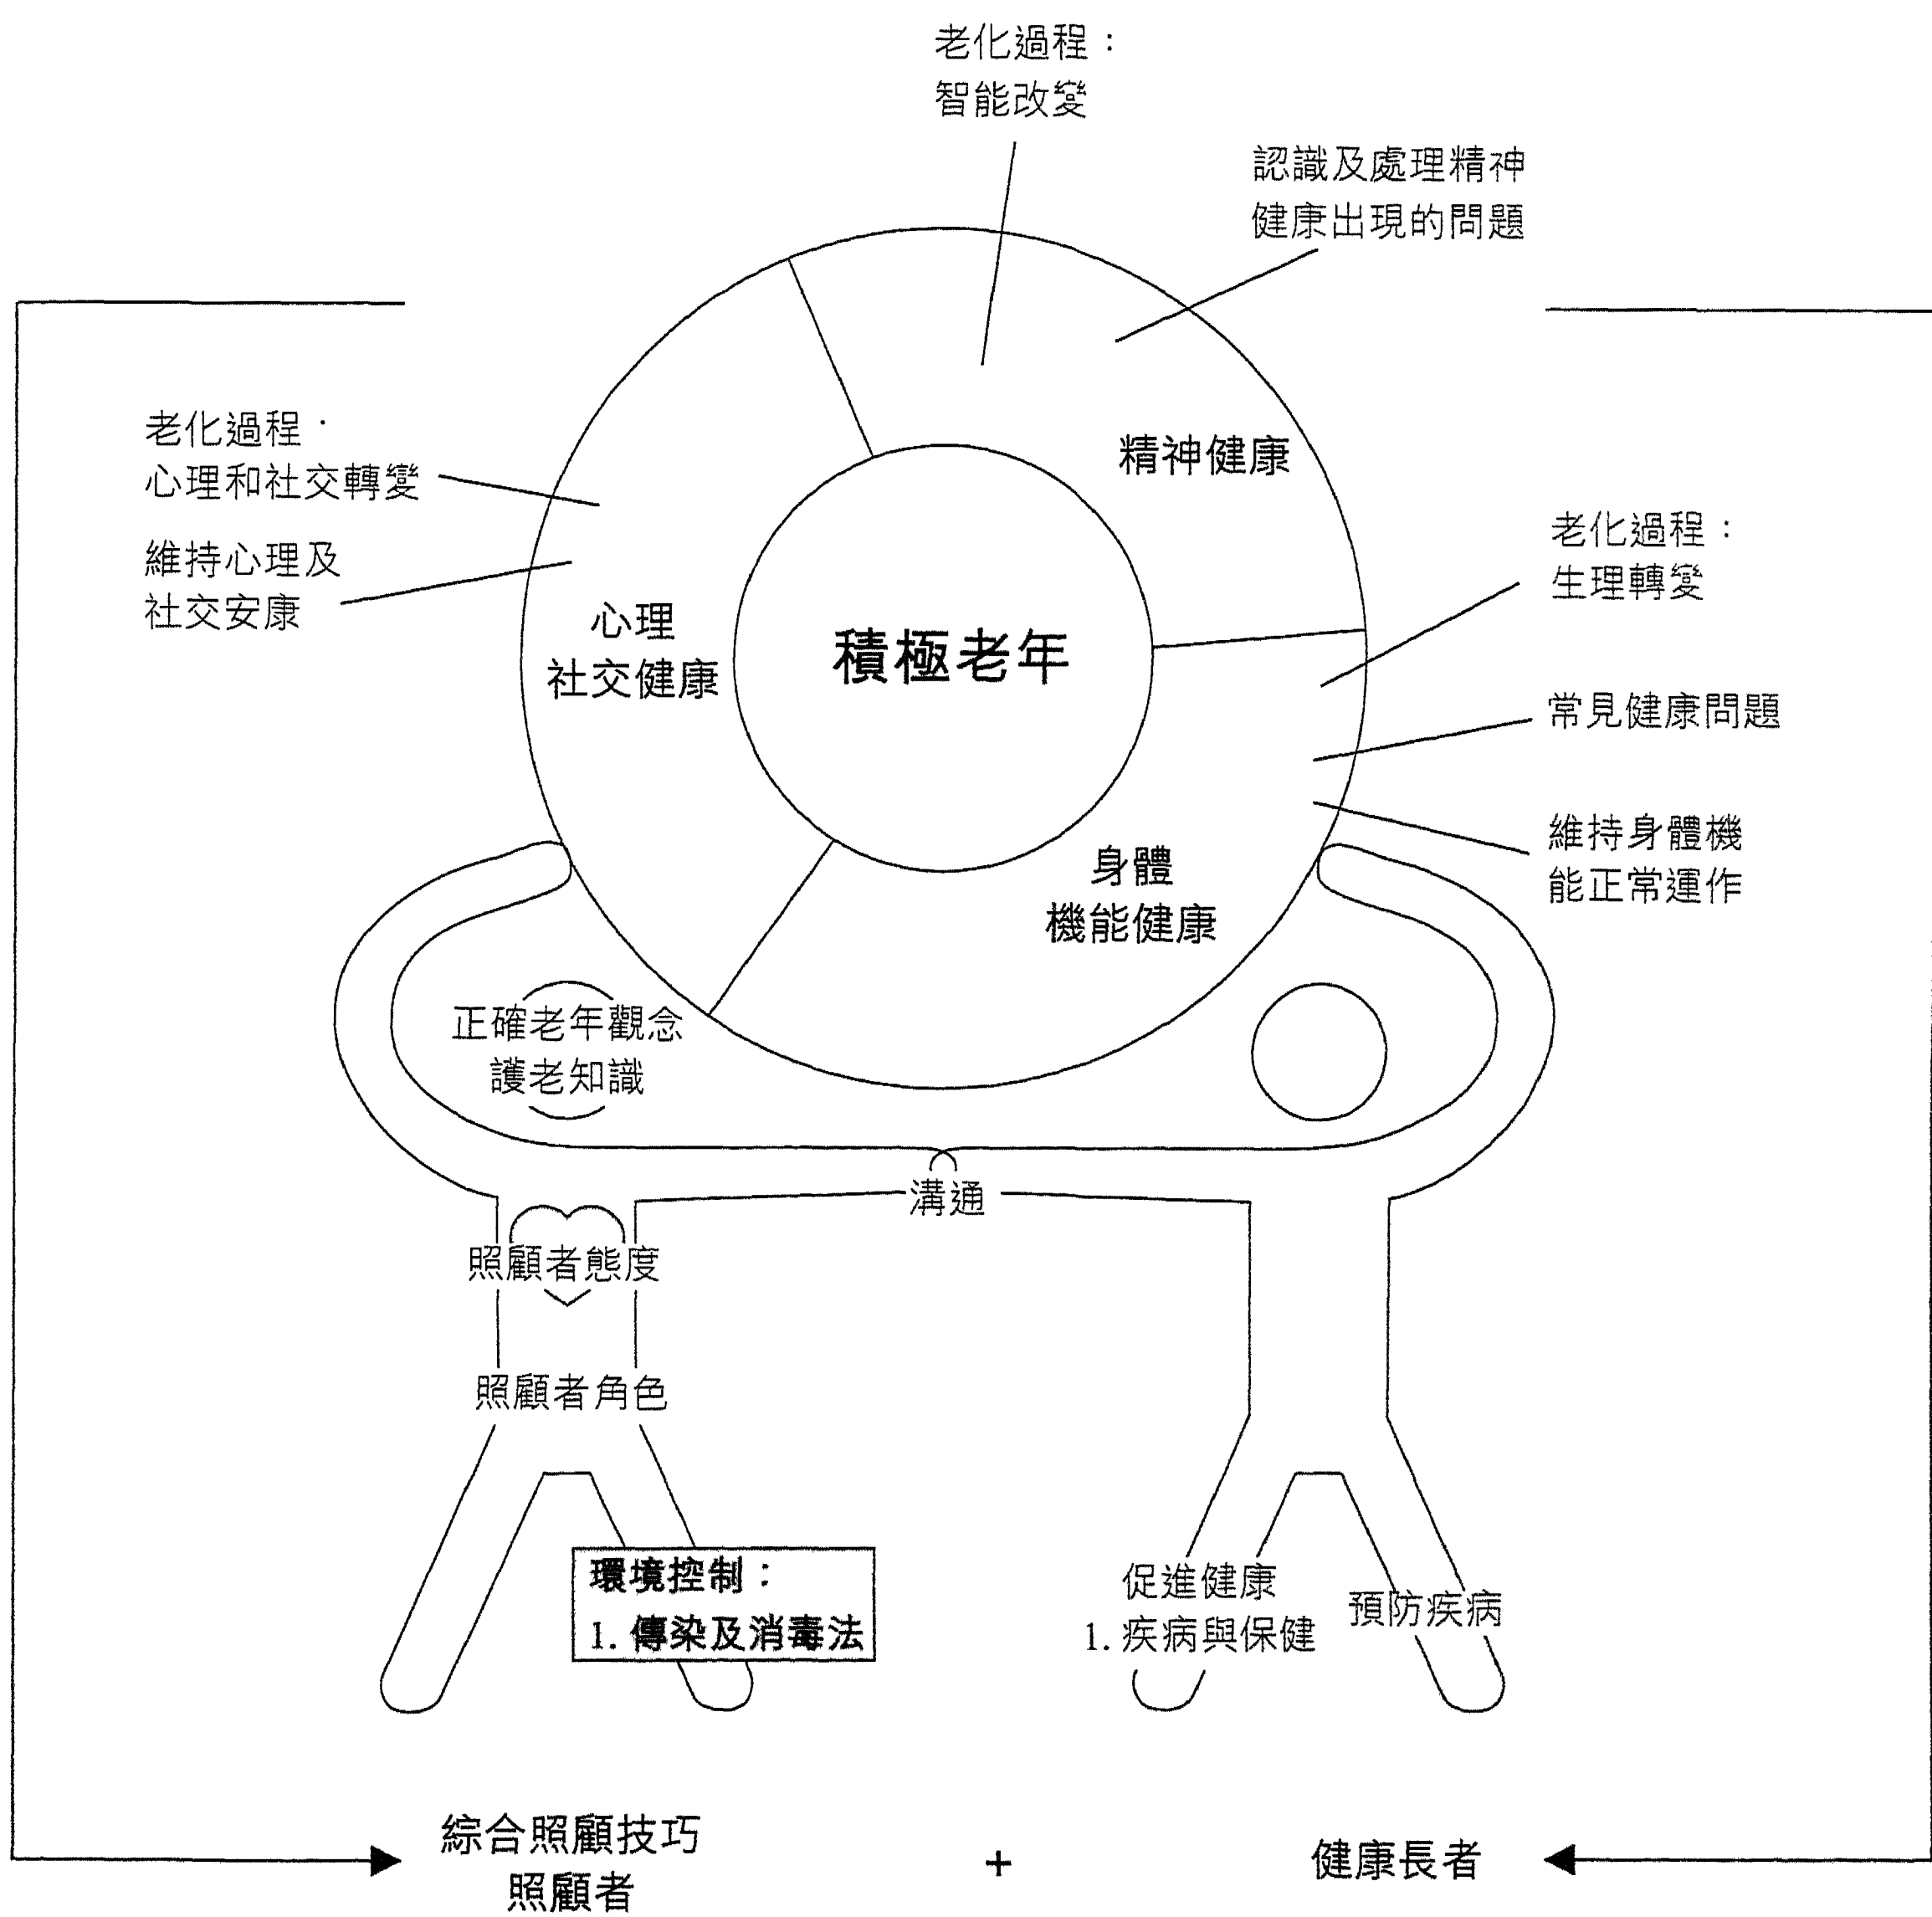 老化過程：
智能改變
認識及處理精神
健康出現的問題
老化過程：
心理和社交轉變
維持心理及
社交安康
精神健康
心理
社交健康
積極老年
老化過程：
生理轉變
常見健康問題
維持身體機
能正常運作
身體
機能健康
正確老年觀念
護老知識
溝通
照顧者態度
照顧者角色
環境控制：
1. 傳染及消毒法
促進健康
1. 疾病與保健
預防疾病
綜合照顧技巧
照顧者
+
健康長者